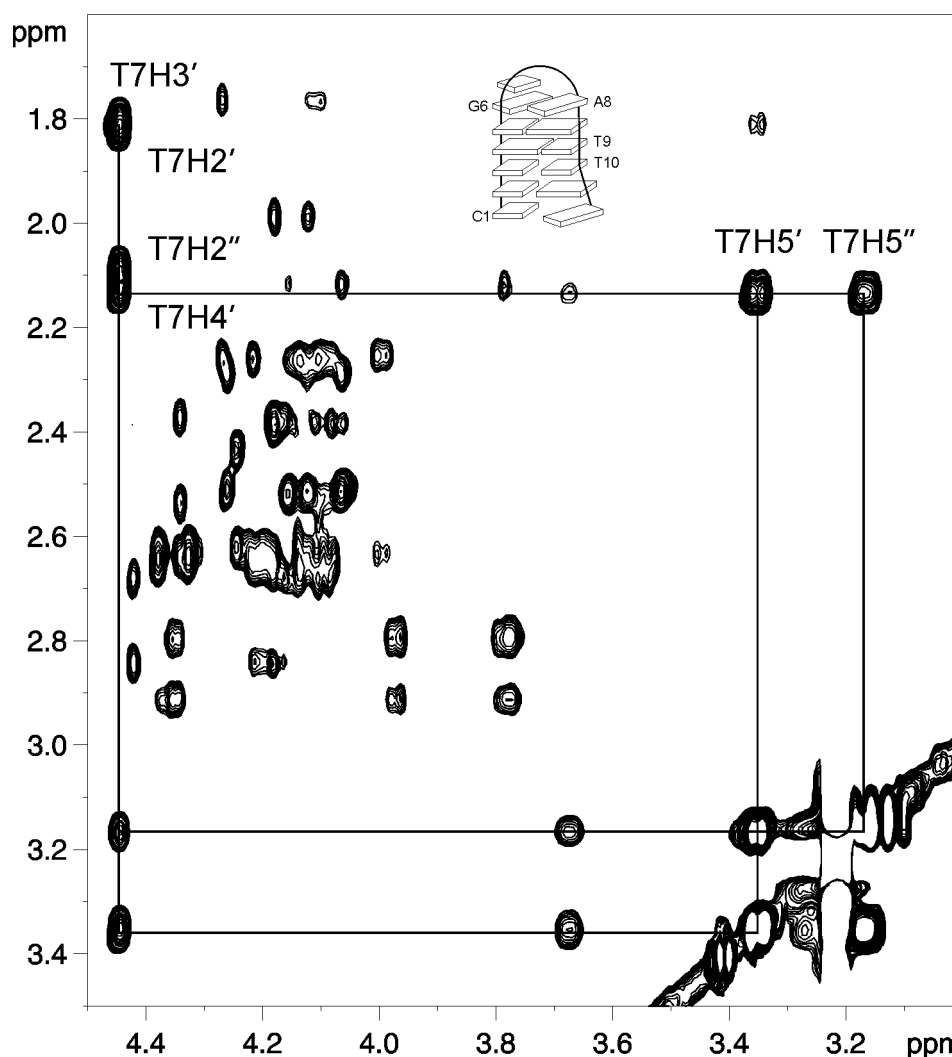 ppm
T7H3′
1.8
G6
A8
T7H2′
T9
T10
2.0
C1
T7H2″
T7H5′ T7H5″
T7H4′
2.2
2.4
2.6
2.8
3.0
3.2
3.4
4.4 4.2 4.0 3.8 3.6 3.4 3.2 ppm